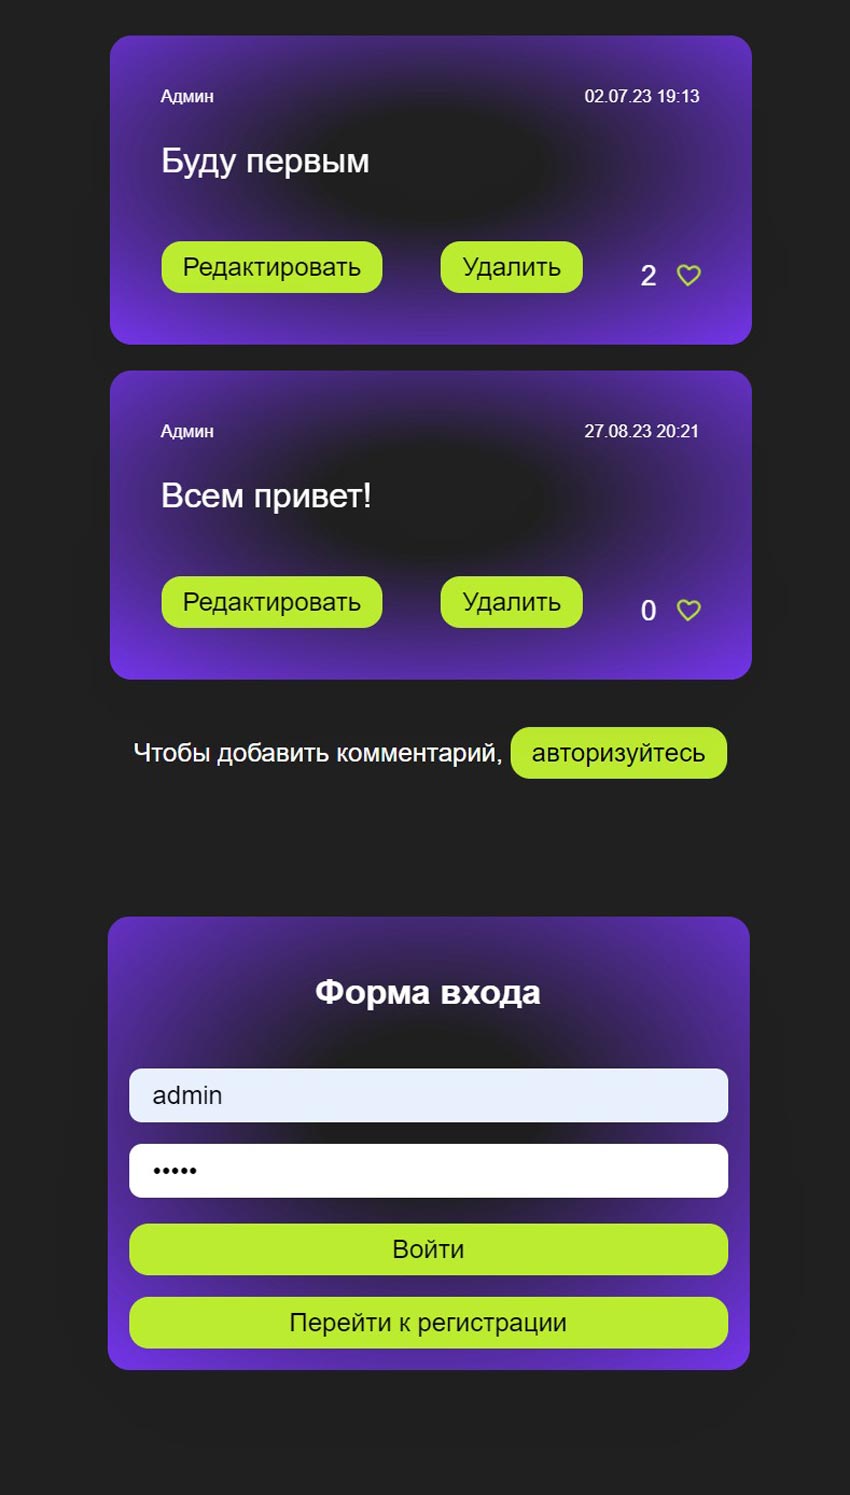 Админ 02.07.23 19:13
Буду первым
Редактировать Удалить 2
Админ 27.08.23 20:21
Всем привет!
Редактировать Удалить 0
Чтобы добавить комментарий, авторизуйтесь
Форма входа
admin
•••••
Войти
Перейти к регистрации